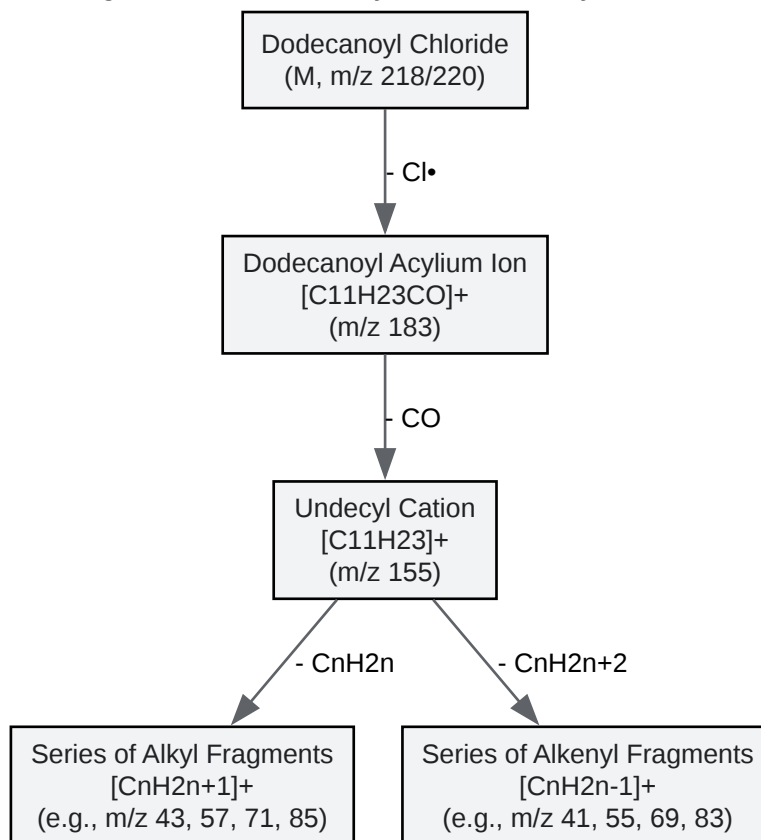 Dodecanoyl Chloride
(M, m/z 218/220)
- Cl•
Dodecanoyl Acylium Ion
[C11H23CO]+
(m/z 183)
- CO
Undecyl Cation
[C11H23]+
(m/z 155)
- CnH2n
- CnH2n+2
Series of Alkyl Fragments
[CnH2n+1]+
(e.g., m/z 43, 57, 71, 85)
Series of Alkenyl Fragments
[CnH2n-1]+
(e.g., m/z 41, 55, 69, 83)